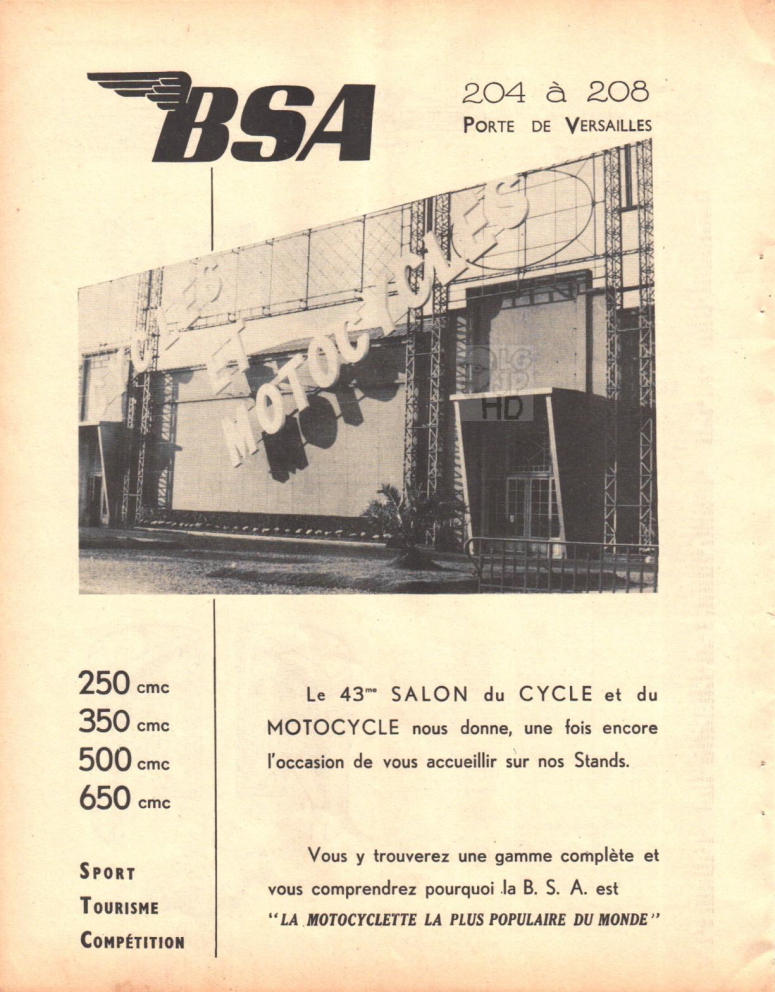 BSA
204 à 208
PORTE DE VERSAILLES
CYCLES
ET
MOTOCYCLES
HD
250 cmc
350 cmc
500 cmc
650 cmc
SPORT
TOURISME
COMPÉTITION
Le 43me SALON du CYCLE et du
MOTOCYCLE nous donne, une fois encore
l'occasion de vous accueillir sur nos Stands.
Vous y trouverez une gamme complète et
vous comprendrez pourquoi la B. S. A. est
"LA MOTOCYCLETTE LA PLUS POPULAIRE DU MONDE"